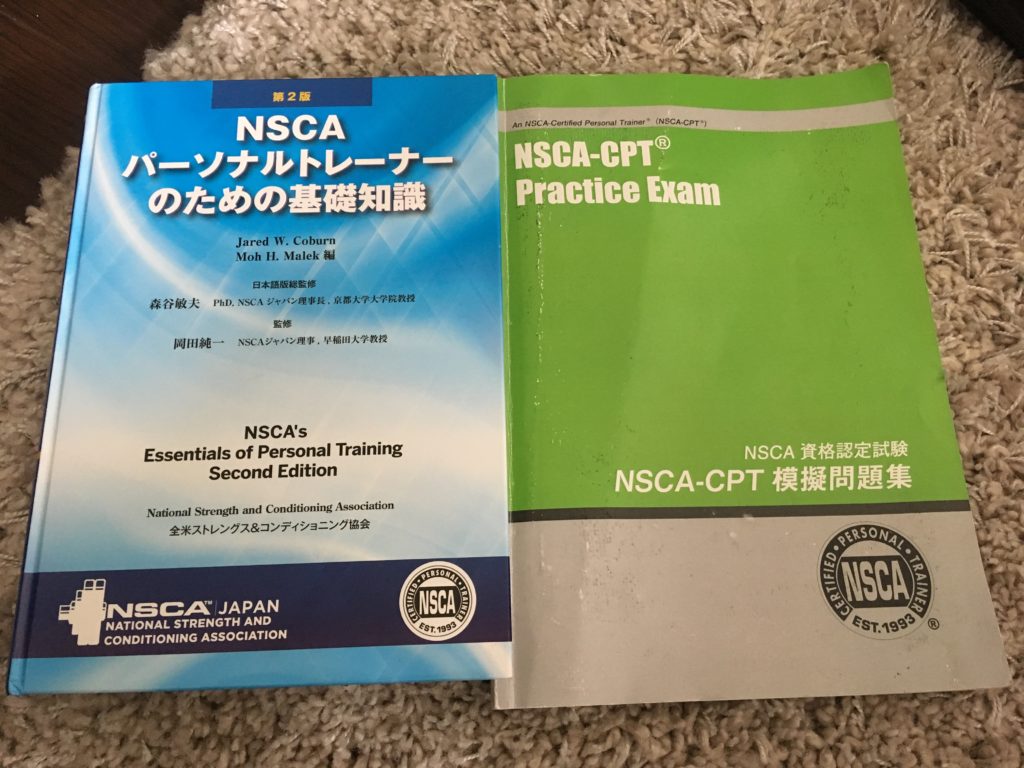 第2版
NSCA
パーソナルトレーナー
のための基礎知識
Jared W. Coburn
Moh H. Malek 編
日本語版総監修
森谷敏夫 PhD, NSCA ジャパン理事長, 京都大学大学院教授
監修
岡田純一 NSCAジャパン理事, 早稲田大学教授
NSCA's
Essentials of Personal Training
Second Edition
National Strength and Conditioning Association
全米ストレングス&コンディショニング協会
NSCA™ JAPAN
NATIONAL STRENGTH AND
CONDITIONING ASSOCIATION
CERTIFIED • PERSONAL • TRAINER
NSCA
EST. 1993
An NSCA-Certified Personal Trainer® (NSCA-CPT®)
NSCA-CPT®
Practice Exam
NSCA 資格認定試験
NSCA-CPT 模擬問題集
CERTIFIED • PERSONAL • TRAINER
NSCA
EST. 1993
®